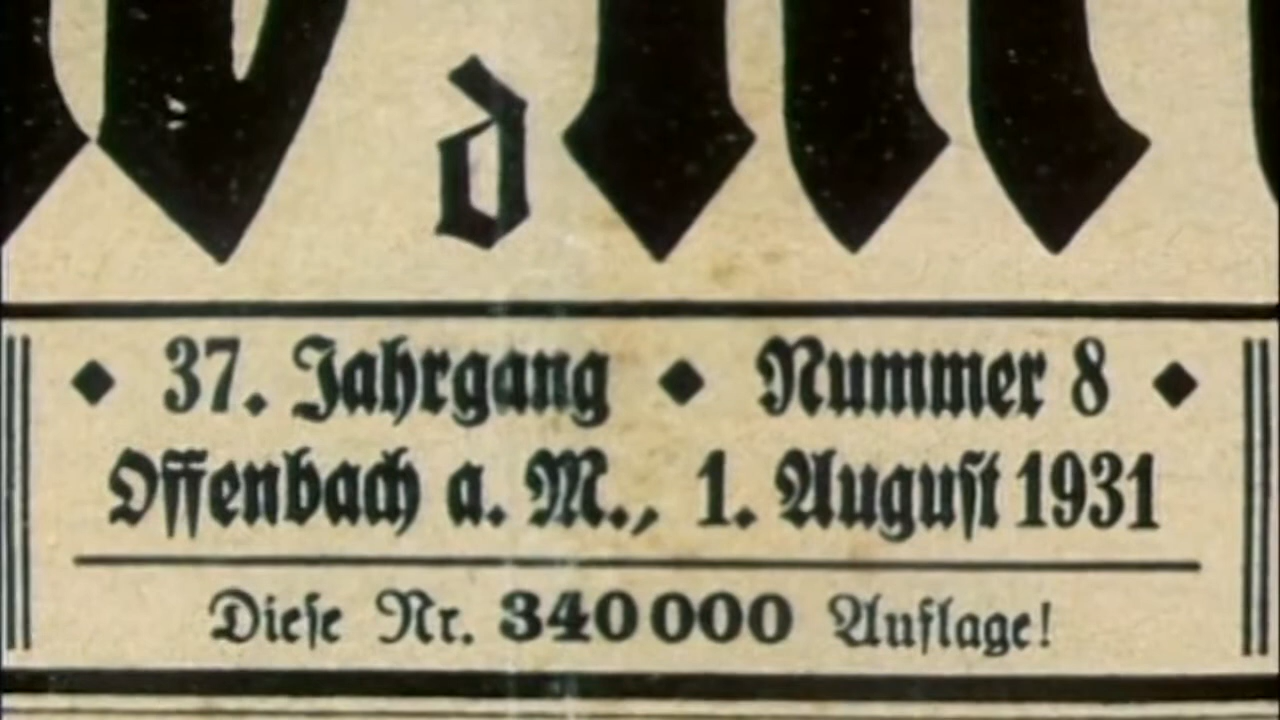 d
◆ 37. Jahrgang ◆ Nummer 8 ◆
Offenbach a. M., 1. August 1931
Diese Nr. 340000 Auflage!